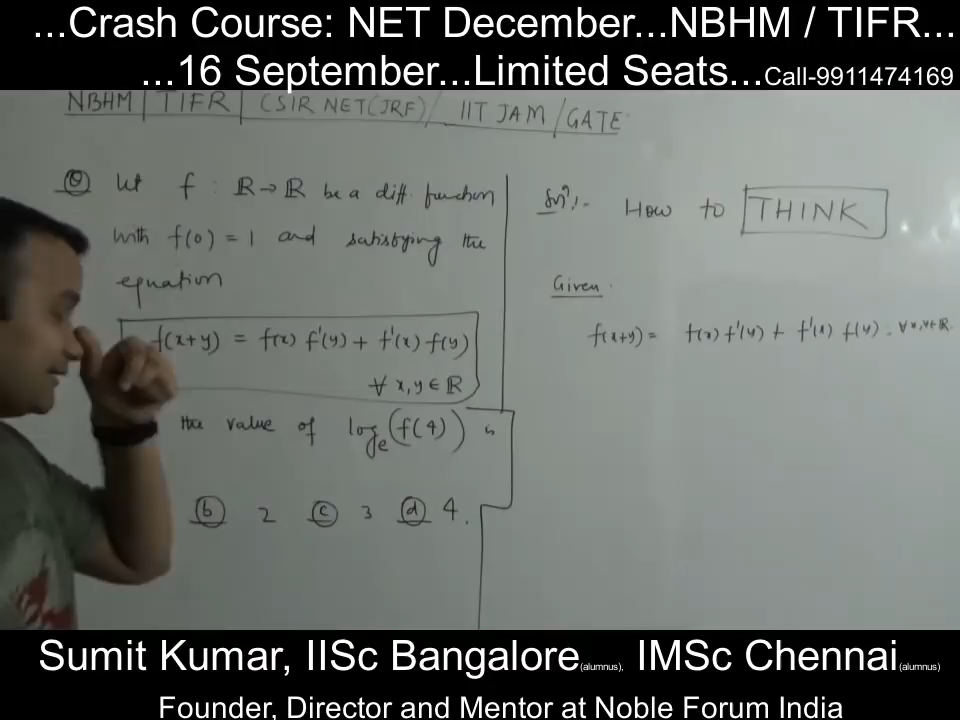 ...Crash Course: NET December...NBHM / TIFR...
...16 September...Limited Seats...Call-9911474169
NBHM | TIFR | CSIR NET(JRF)/ IIT JAM /GATE
Q Let f : ℝ→ℝ be a diff. function
with f(0) = 1 and satisfying the
equation
f(x+y) = f(x) f'(y) + f'(x) f(y)
∀ x,y ∈ ℝ
the value of logₑ(f(4)) is
(b) 2 (c) 3 (d) 4.
Solⁿ:- How to THINK
Given.
f(x+y) = f(x) f'(y) + f'(x) f(y). ∀x,y∈ℝ.
Sumit Kumar, IISc Bangalore(alumnus), IMSc Chennai(alumnus)
Founder, Director and Mentor at Noble Forum India